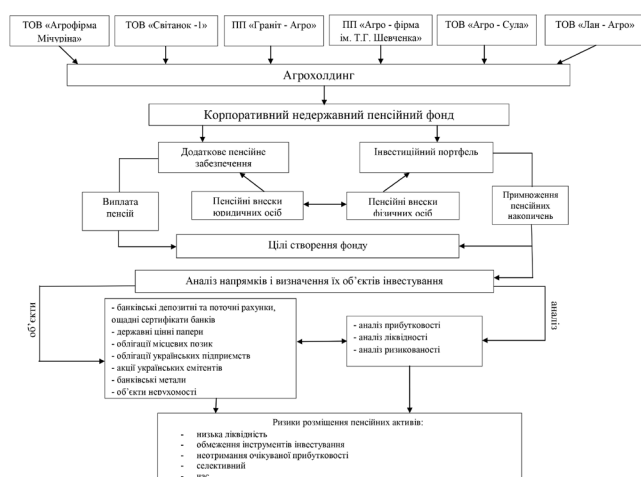 ТОВ «Агрофірма
Мічуріна
ТОВ «Світанок -1»
ПП «Граніт - Агро»
ПП «Агро - фірма
ім. Т.Г. Шевченка»
ТОВ «Агро - Сула»
ТОВ «Лан - Агро»
Агрохолдинг
Корпоративний недержавний пенсійний фонд
Додаткове пенсійне
забезпечення
Інвестиційний портфель
Виплата
пенсій
Пенсійні внески
юридичних осіб
Пенсійні внески
фізичних осіб
Примноження
пенсійних
накопичень
Цілі створення фонду
Аналіз напрямків і визначення їх об’єктів інвестування
об’єкти
аналіз
- банківські депозитні та поточні рахунки,
ощадні сертифікати банків
- державні цінні папери
- облігації місцевих позик
- облігації українських підприємств
- акції українських емітентів
- банківські метали
- об’єкти нерухомості
- аналіз прибутковості
- аналіз ліквідності
- аналіз ризикованості
Ризики розміщення пенсійних активів:
- низька ліквідність
- обмеження інструментів інвестування
- неотримання очікуваної прибутковості
- селективний